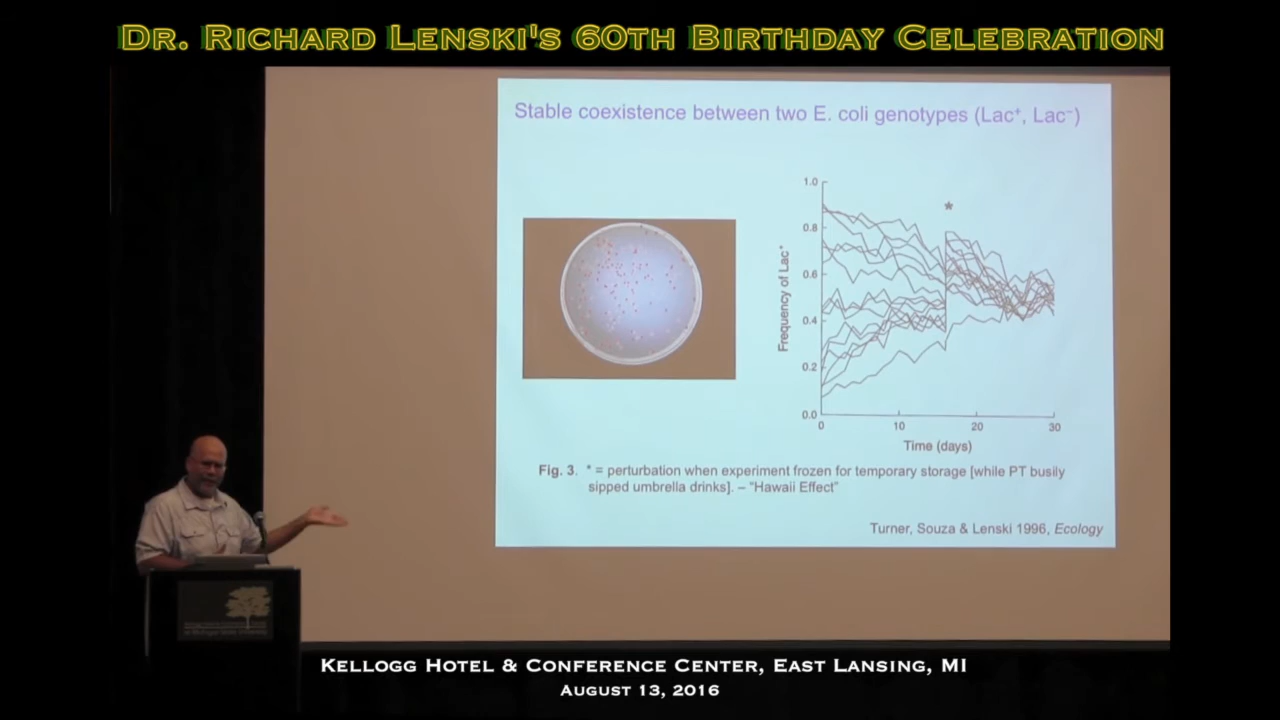 Dr. Richard Lenski's 60th Birthday Celebration
Stable coexistence between two E. coli genotypes (Lac⁺, Lac⁻)
*
1.0
0.8
0.6
0.4
0.2
0.0
Frequency of Lac⁺
0 10 20 30
Time (days)
Fig. 3. * = perturbation when experiment frozen for temporary storage [while PT busily
sipped umbrella drinks]. – "Hawaii Effect"
Turner, Souza & Lenski 1996, Ecology
Kellogg Hotel & Conference Center, East Lansing, MI
August 13, 2016